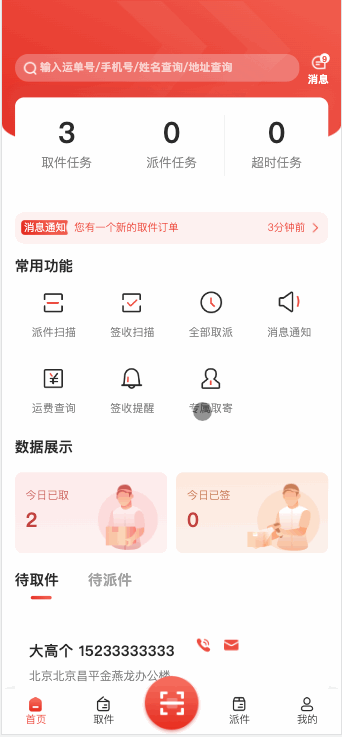 输入运单号/手机号/姓名查询/地址查询
消息
3
0
0
取件任务
派件任务
超时任务
消息通知
您有一个新的取件订单
3分钟前
常用功能
派件扫描
签收扫描
全部取派
消息通知
运费查询
签收提醒
专属取寄
数据展示
今日已取
2
今日已签
0
待取件
待派件
大高个 15233333333
北京北京昌平金燕龙办公楼
首页
取件
派件
我的